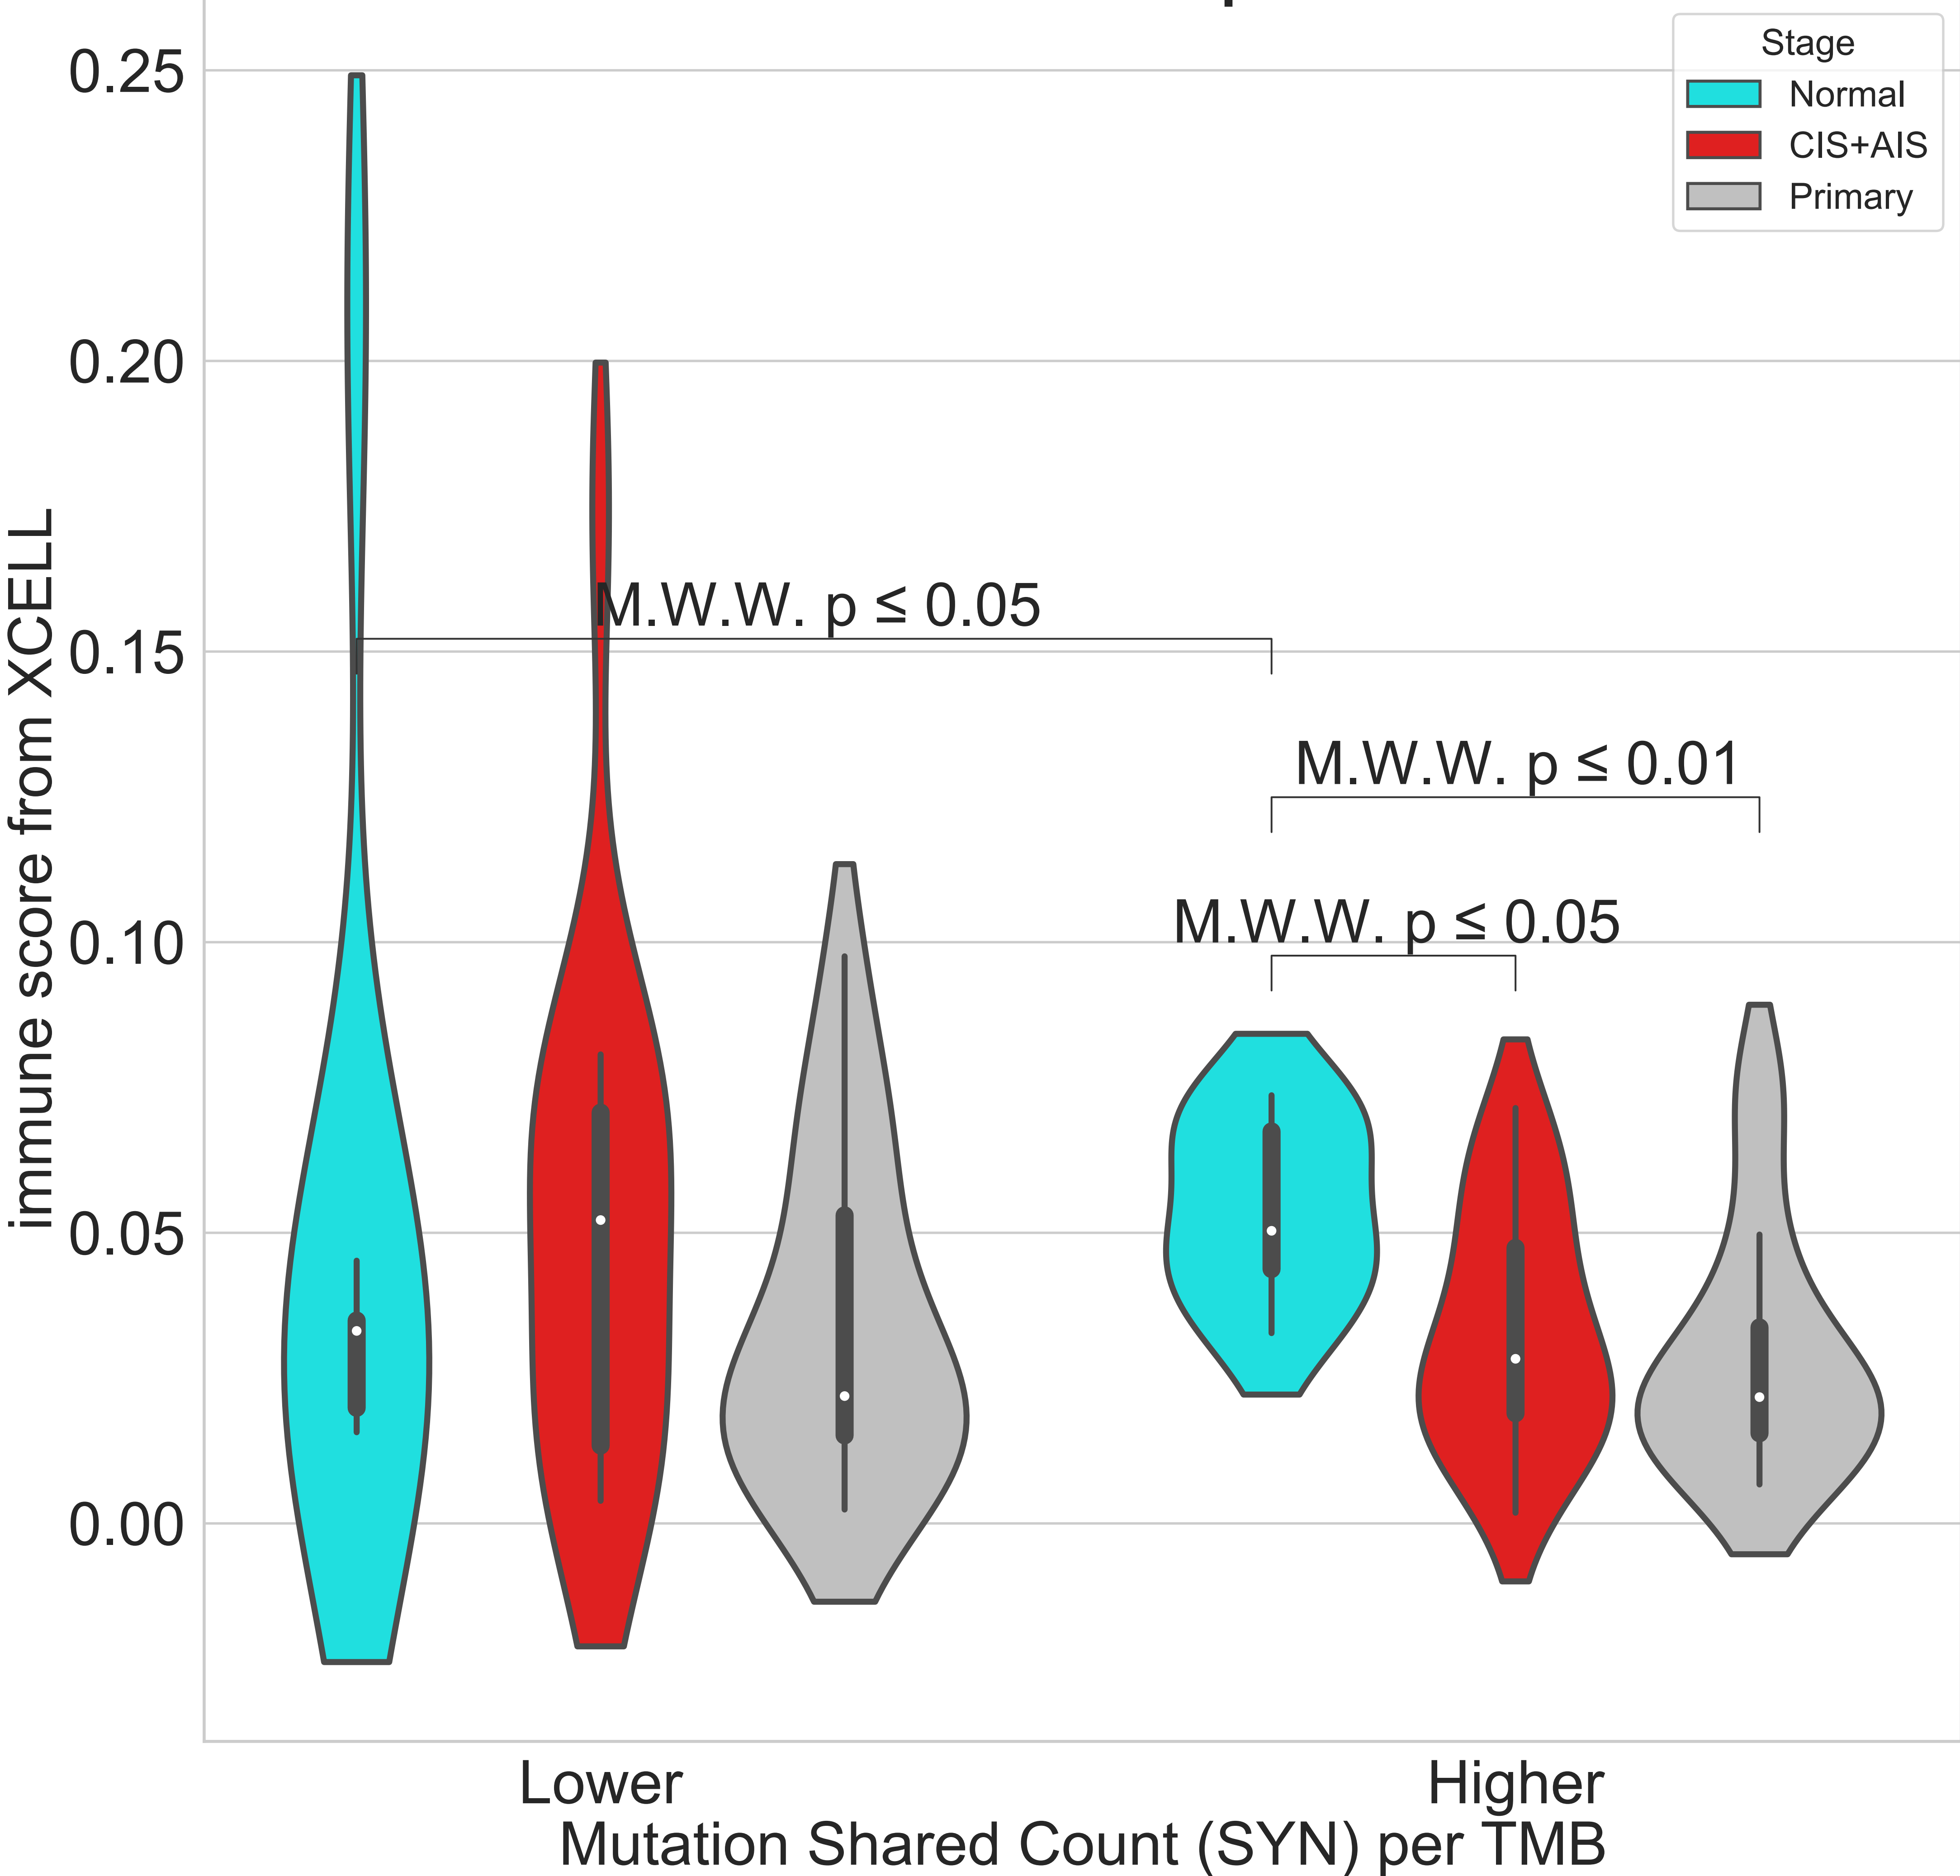 Stage
Normal
CIS+AIS
Primary
immune score from XCELL
0.25
0.20
0.15
0.10
0.05
0.00
M.W.W. p ≤ 0.05
M.W.W. p ≤ 0.01
M.W.W. p ≤ 0.05
Lower
Higher
Mutation Shared Count (SYN) per TMB